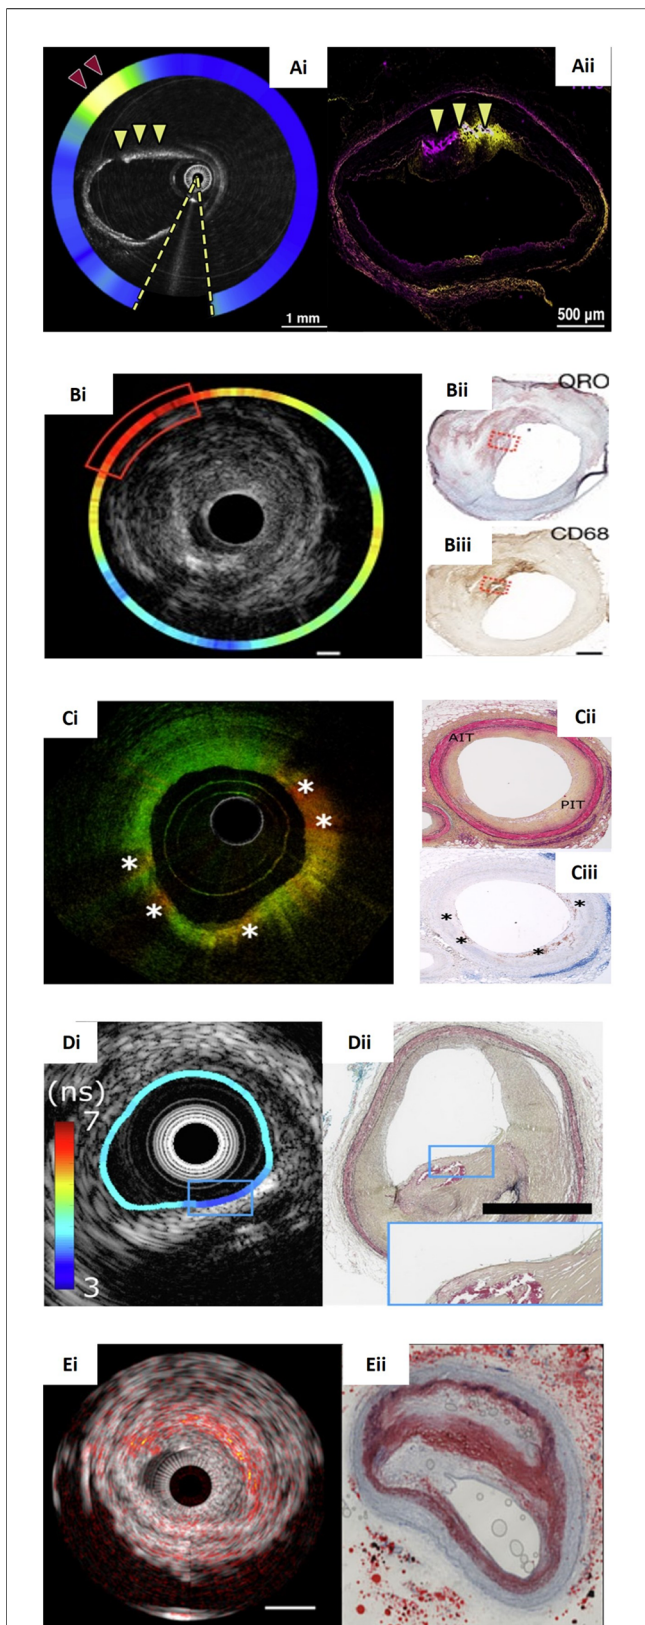 Ai
Aii
1 mm
500 µm
Bi
Bii
ORO
Biii
CD68
Ci
* * * * *
Cii
AIT
PIT
Ciii
* * * *
Di
Dii
(ns)
7
3
Ei
Eii